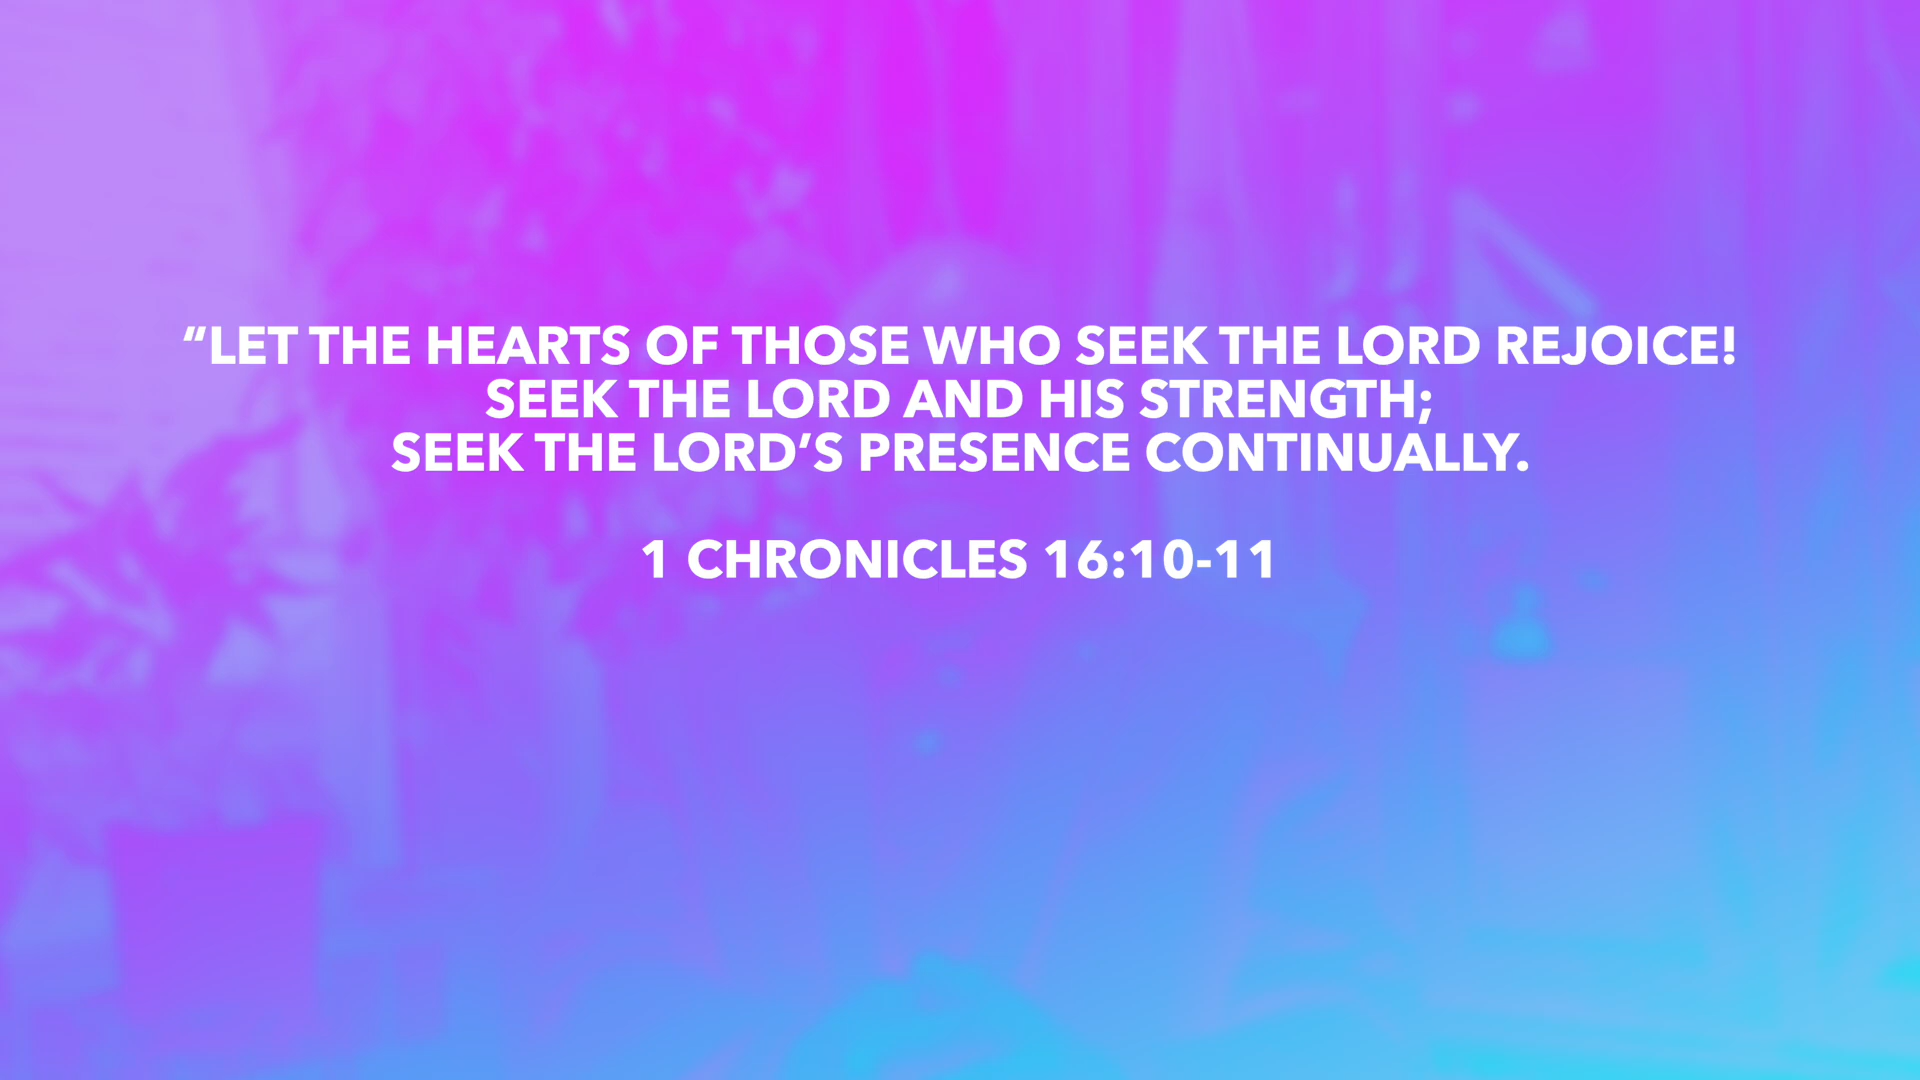 “LET THE HEARTS OF THOSE WHO SEEK THE LORD REJOICE!
SEEK THE LORD AND HIS STRENGTH;
SEEK THE LORD’S PRESENCE CONTINUALLY.
1 CHRONICLES 16:10-11